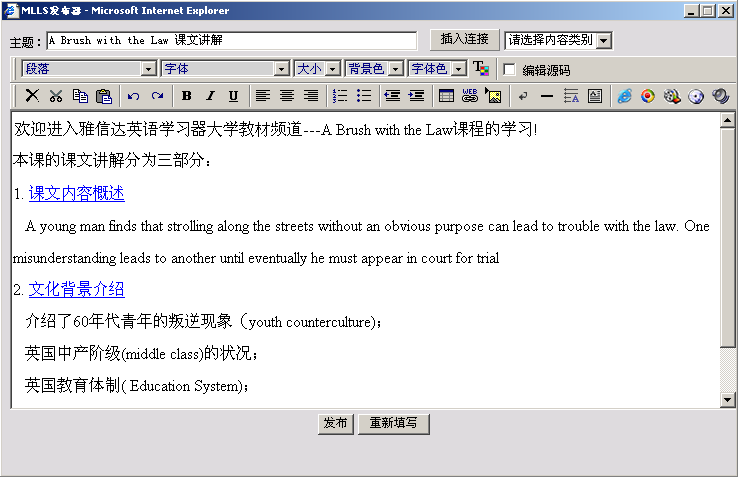 MLLS发布器 - Microsoft Internet Explorer
主题： A Brush with the Law 课文讲解 插入连接 请选择内容类别
段落 字体 大小 背景色 字体色 编辑源码
B I U
欢迎进入雅信达英语学习器大学教材频道---A Brush with the Law课程的学习!
本课的课文讲解分为三部分：
1. 课文内容概述
A young man finds that strolling along the streets without an obvious purpose can lead to trouble with the law. One
misunderstanding leads to another until eventually he must appear in court for trial
2. 文化背景介绍
介绍了60年代青年的叛逆现象（youth counterculture)；
英国中产阶级(middle class)的状况；
英国教育体制( Education System)；
发布 重新填写